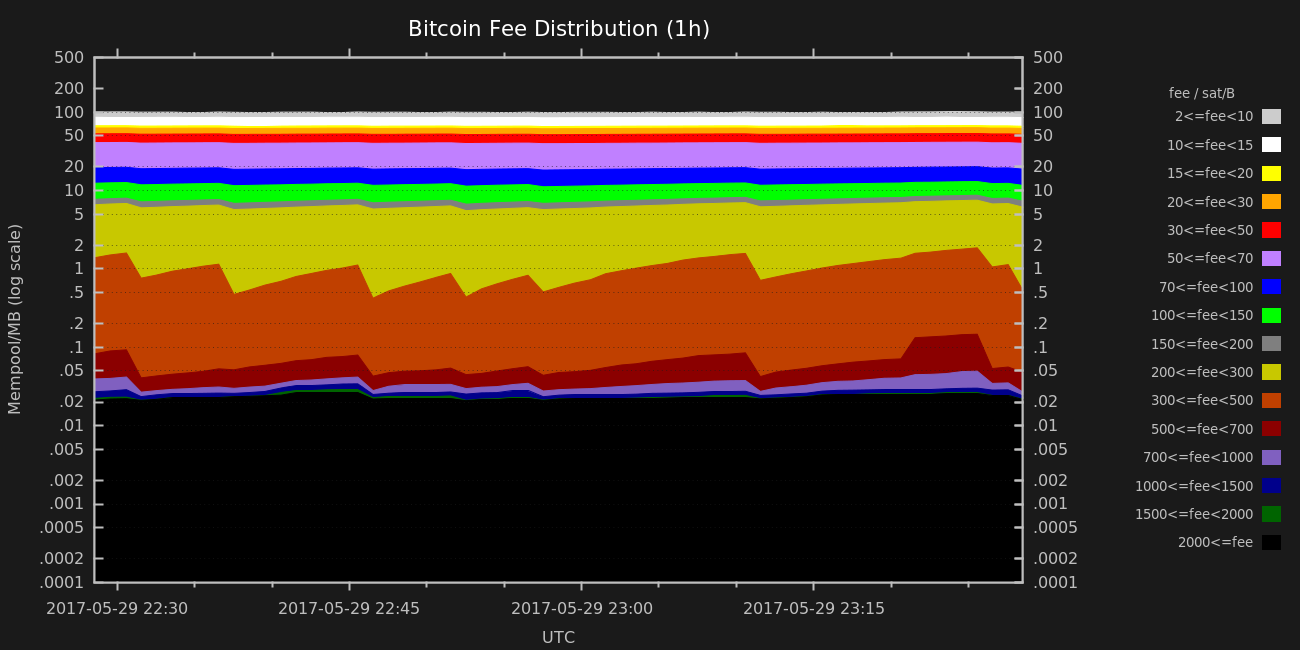 Bitcoin Fee Distribution (1h)
Mempool/MB (log scale)
500
200
100
50
20
10
5
2
1
.5
.2
.1
.05
.02
.01
.005
.002
.001
.0005
.0002
.0001
500
200
100
50
20
10
5
2
1
.5
.2
.1
.05
.02
.01
.005
.002
.001
.0005
.0002
.0001
2017-05-29 22:30
2017-05-29 22:45
2017-05-29 23:00
2017-05-29 23:15
UTC
fee / sat/B
2<=fee<10
10<=fee<15
15<=fee<20
20<=fee<30
30<=fee<50
50<=fee<70
70<=fee<100
100<=fee<150
150<=fee<200
200<=fee<300
300<=fee<500
500<=fee<700
700<=fee<1000
1000<=fee<1500
1500<=fee<2000
2000<=fee